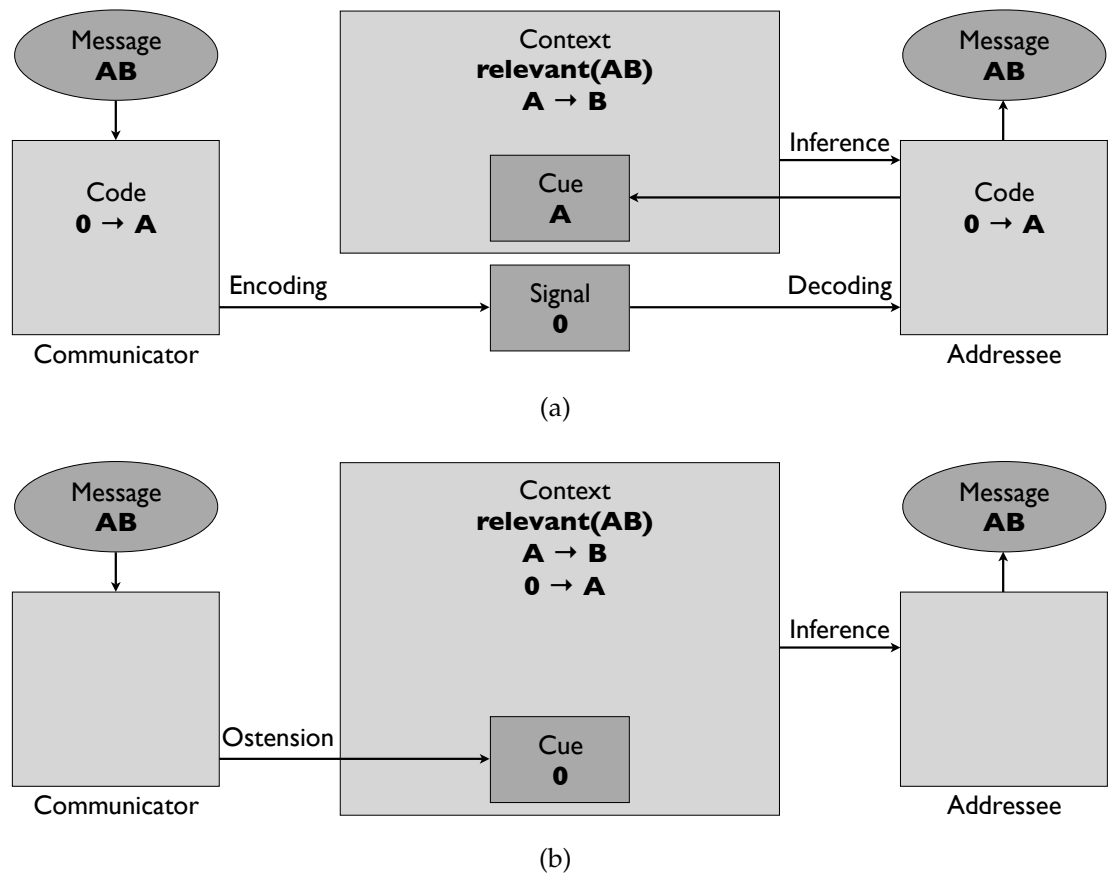 Message
AB
Context
relevant(AB)
A → B
Message
AB
Inference
Code
0 → A
Cue
A
Code
0 → A
Encoding
Signal
0
Decoding
Communicator
Addressee
(a)
Message
AB
Context
relevant(AB)
A → B
0 → A
Message
AB
Inference
Ostension
Cue
0
Communicator
Addressee
(b)